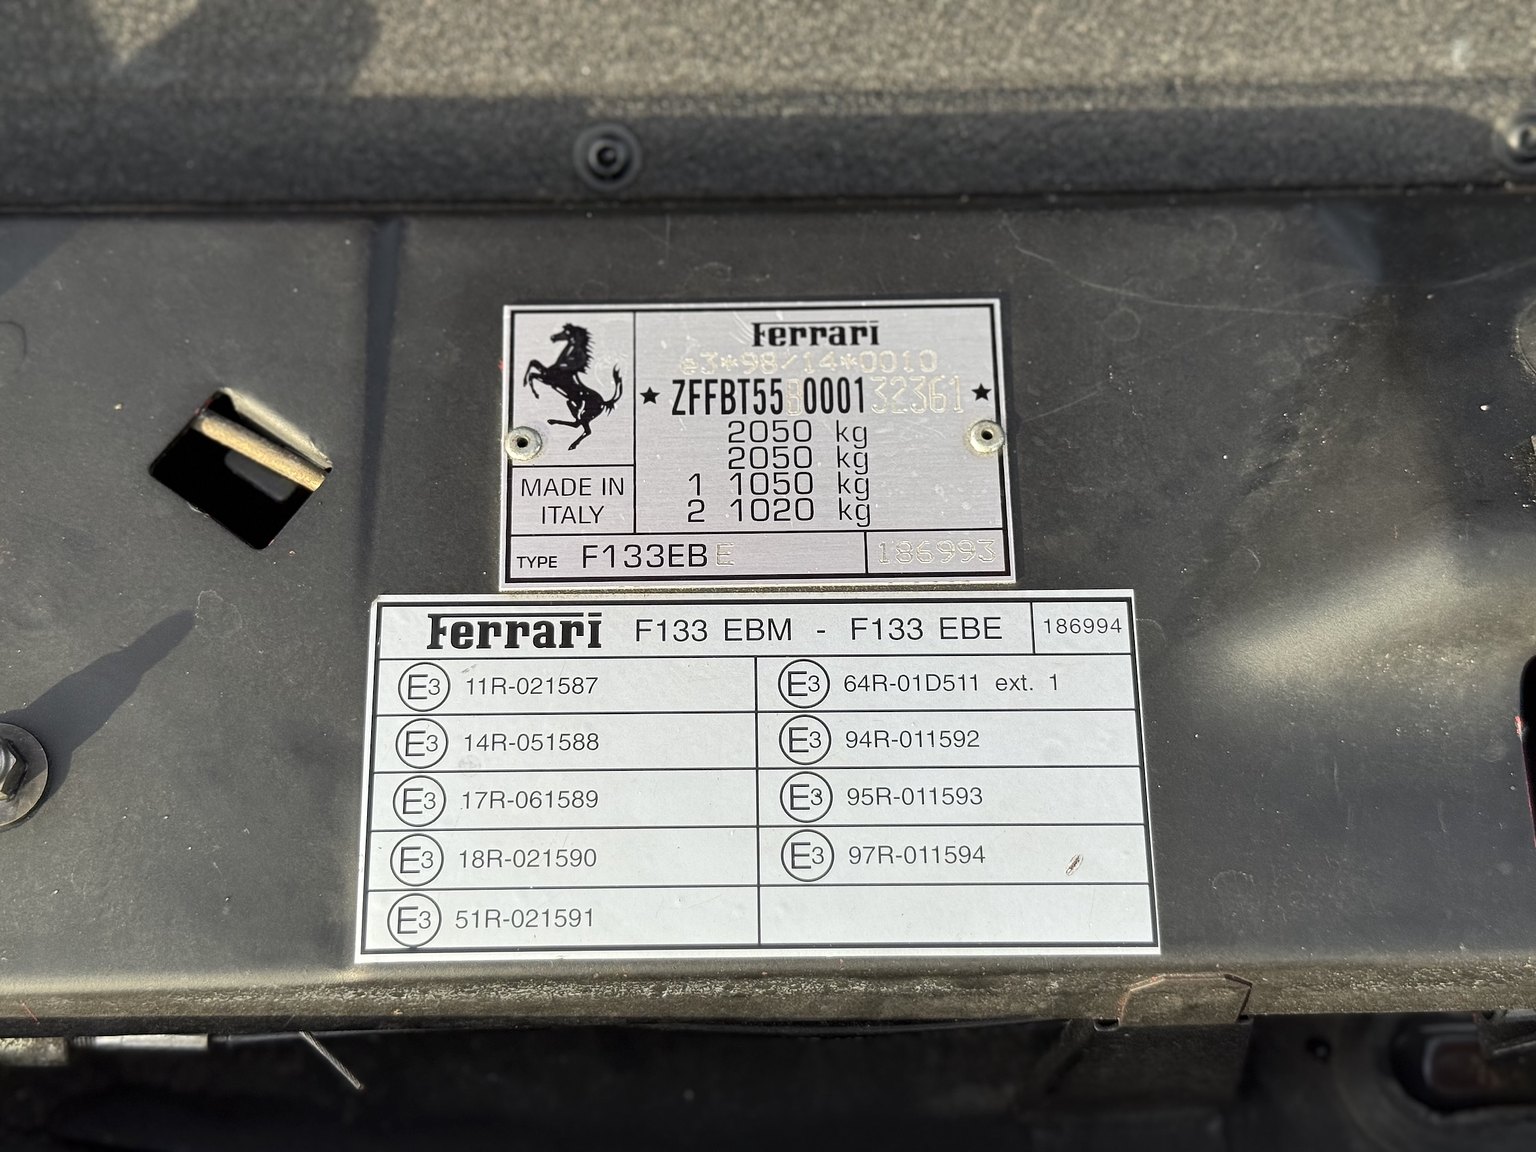 Ferrari
e3*98/14*0010
★ ZFFBT55B000132361 ★
2050 kg
2050 kg
1 1050 kg
2 1020 kg
MADE IN
ITALY
TYPE F133EBE
186993
Ferrari F133 EBM - F133 EBE 186994
E3 11R-021587
E3 64R-01D511 ext. 1
E3 14R-051588
E3 94R-011592
E3 17R-061589
E3 95R-011593
E3 18R-021590
E3 97R-011594
E3 51R-021591